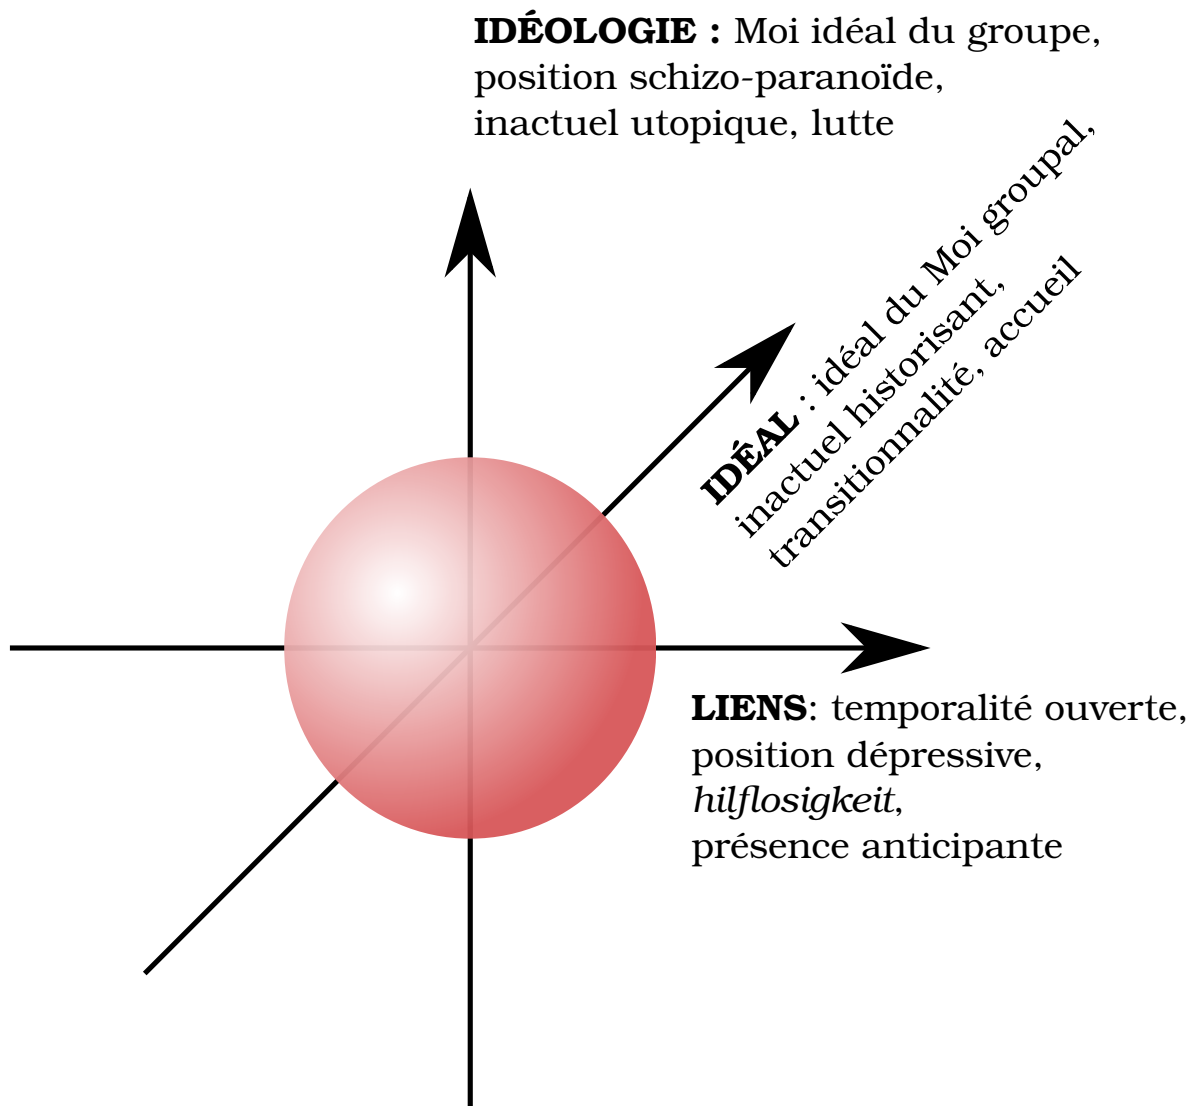 IDÉOLOGIE : Moi idéal du groupe,
position schizo-paranoïde,
inactuel utopique, lutte
IDÉAL : idéal du Moi groupal,
inactuel historisant,
transitionnalité, accueil
LIENS: temporalité ouverte,
position dépressive,
hilflosigkeit,
présence anticipante